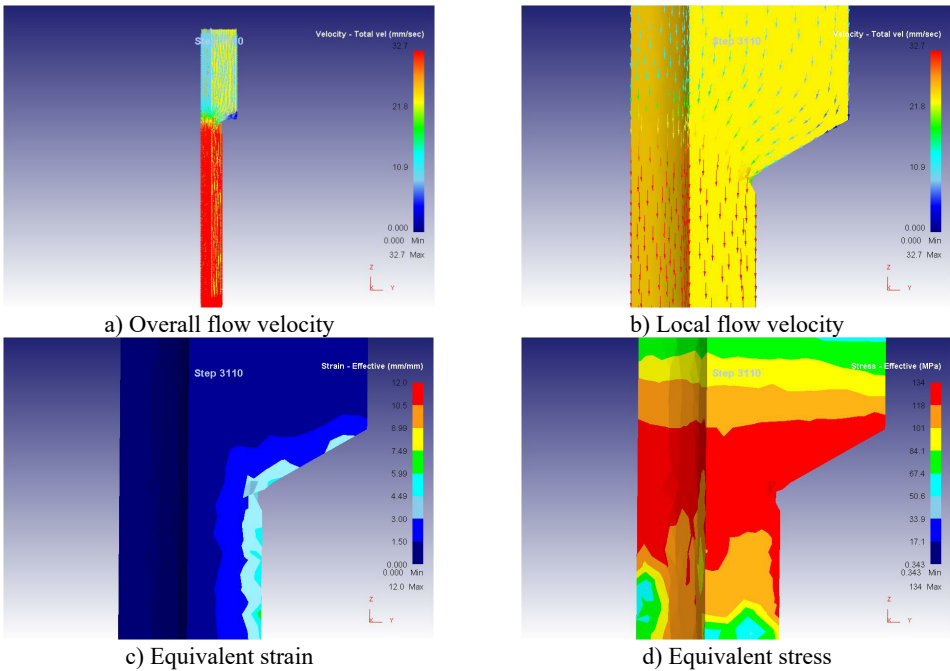 Step 3110
Velocity - Total vel (mm/sec)
32.7
21.8
10.9
0.000
0.000 Min
32.7 Max
Z
X Y
a) Overall flow velocity
Step 3110
Velocity - Total vel (mm/sec)
32.7
21.8
10.9
0.000
0.000 Min
32.7 Max
Z
X Y
b) Local flow velocity
Step 3110
Strain - Effective (mm/mm)
12.0
10.5
8.99
7.49
5.99
4.49
3.00
1.50
0.000
0.000 Min
12.0 Max
Z
X Y
c) Equivalent strain
Step 3110
Stress - Effective (MPa)
134
118
101
84.1
67.4
50.6
33.9
17.1
0.343
0.343 Min
134 Max
Z
X Y
d) Equivalent stress